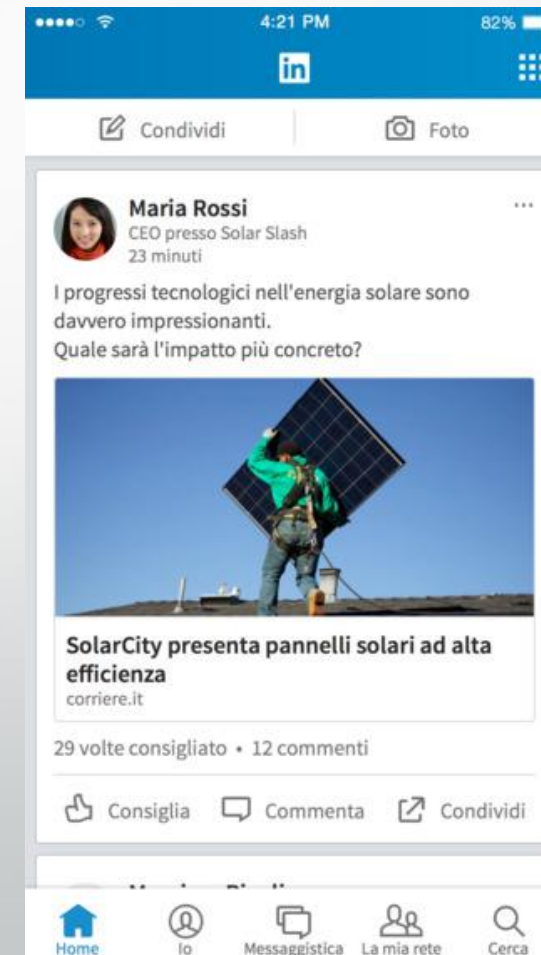 4:21 PM
82%
in
Condividi
Foto
Maria Rossi
CEO presso Solar Slash
23 minuti
I progressi tecnologici nell'energia solare sono
davvero impressionanti.
Quale sarà l'impatto più concreto?
SolarCity presenta pannelli solari ad alta
efficienza
corriere.it
29 volte consigliato • 12 commenti
Consiglia
Commenta
Condividi
Home
Io
Messaggistica
La mia rete
Cerca